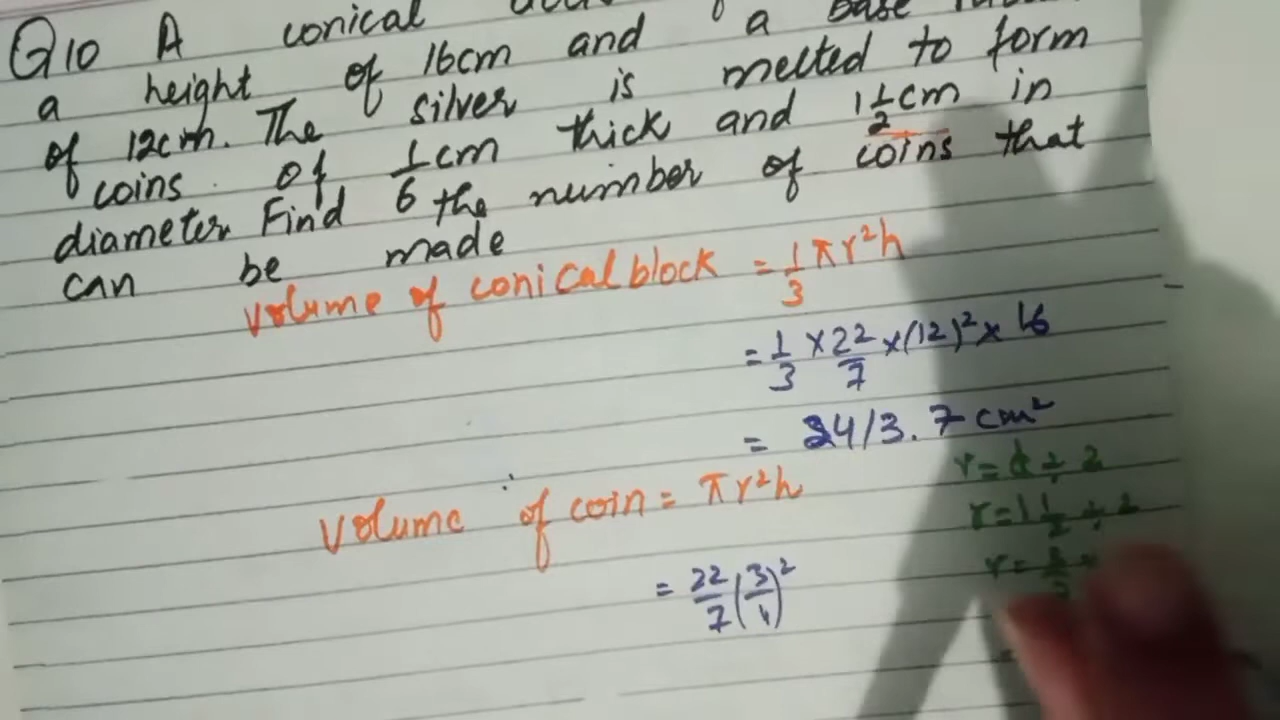 Q10 A conical a base
a height of 16cm and
of 12cm. The silver is melted to form
coins of 1/6 cm thick and 1 1/2 cm in
diameter Find the number of coins that
can be made
Volume of conical block = 1/3 πr²h
= 1/3 × 22/7 × (12)² × 16
= 2413.7 cm²
r = d ÷ 2
Volume of coin = πr²h
r = 1 1/2 ÷ 2
= 22/7 (3/4)²